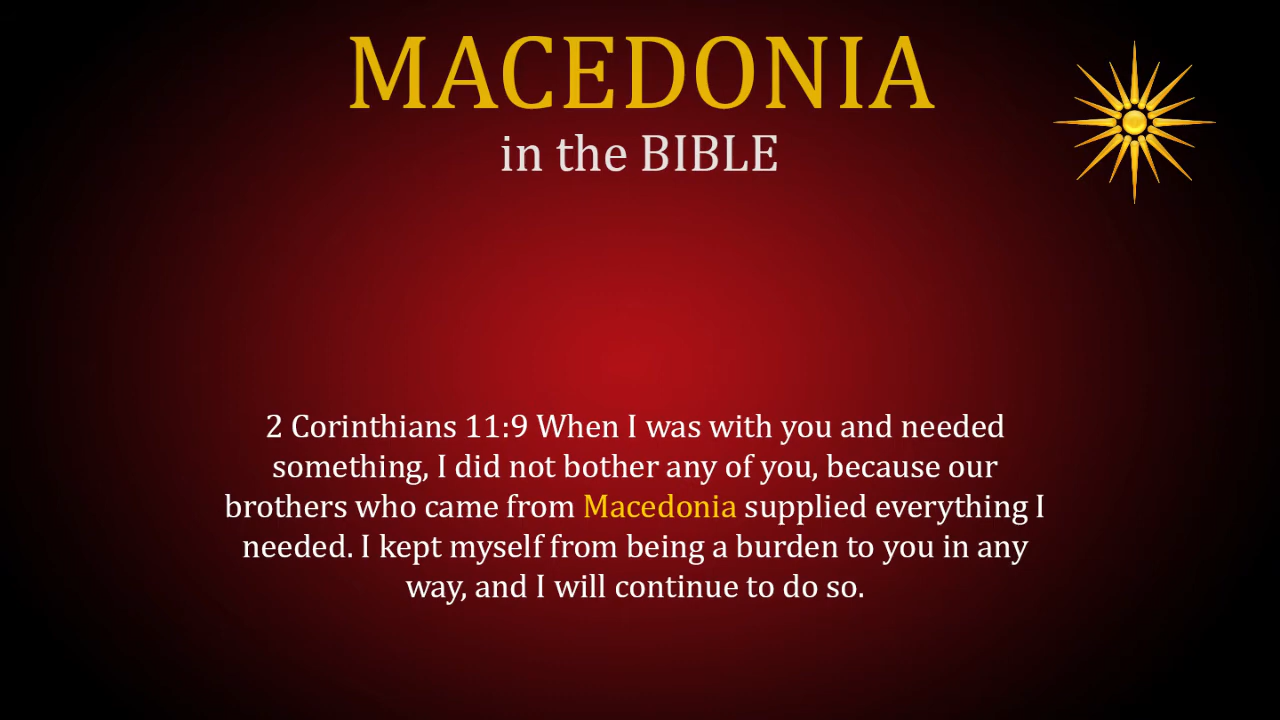 MACEDONIA
in the BIBLE
2 Corinthians 11:9 When I was with you and needed
something, I did not bother any of you, because our
brothers who came from Macedonia supplied everything I
needed. I kept myself from being a burden to you in any
way, and I will continue to do so.